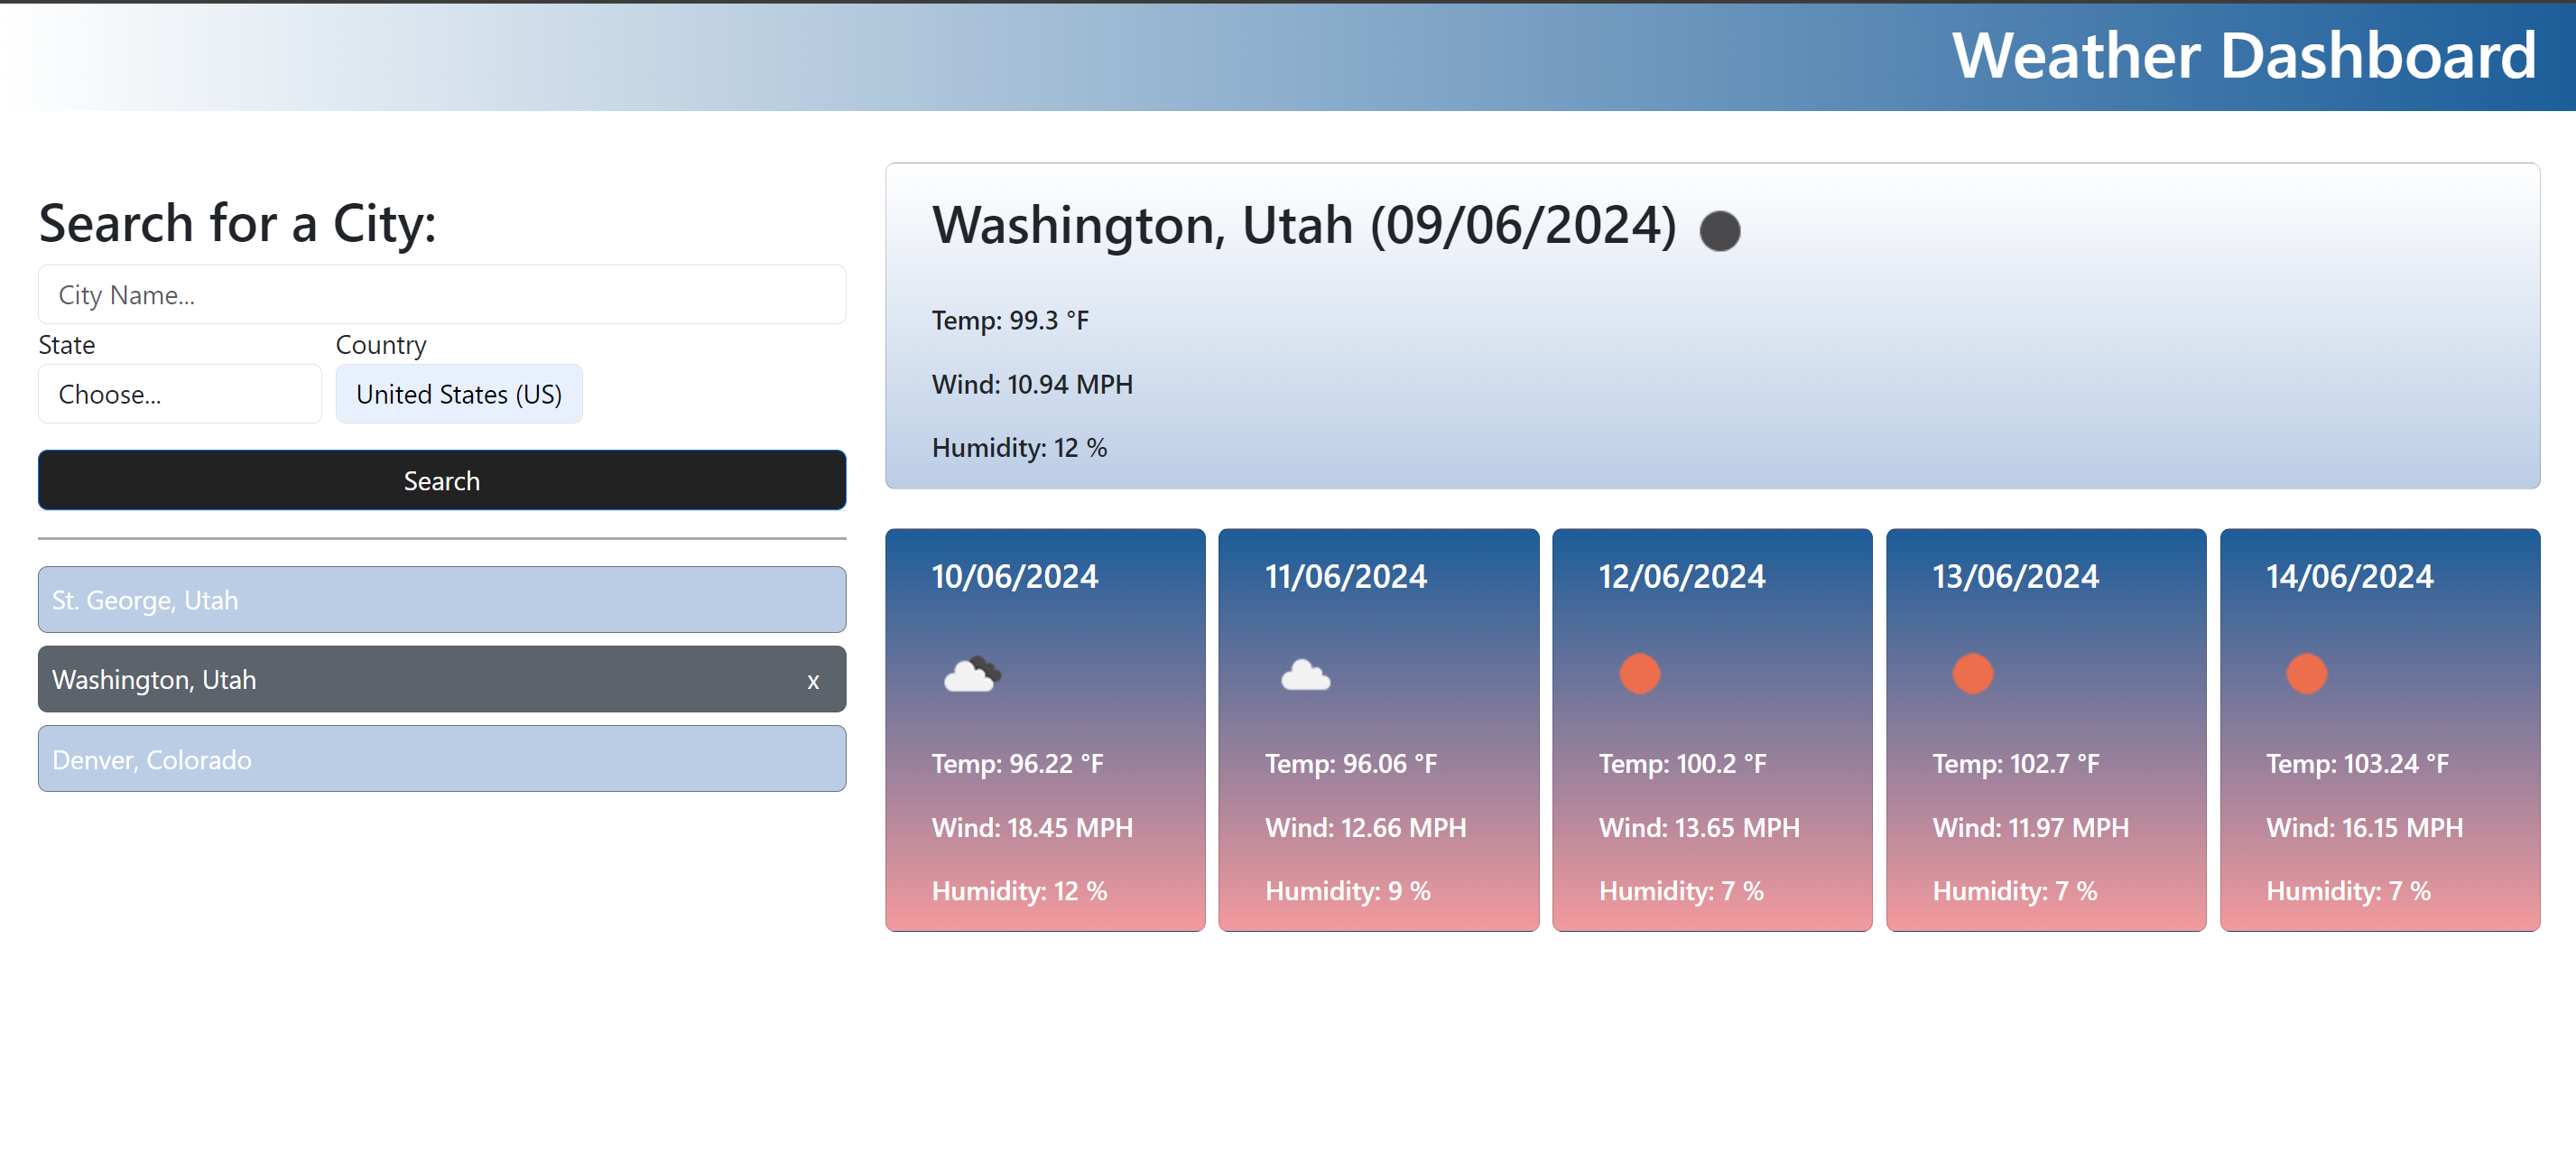 Weather Dashboard
Search for a City:
City Name...
State Country
Choose... United States (US)
Search
St. George, Utah
Washington, Utah x
Denver, Colorado
Washington, Utah (09/06/2024)
Temp: 99.3 °F
Wind: 10.94 MPH
Humidity: 12 %
10/06/2024
Temp: 96.22 °F
Wind: 18.45 MPH
Humidity: 12 %
11/06/2024
Temp: 96.06 °F
Wind: 12.66 MPH
Humidity: 9 %
12/06/2024
Temp: 100.2 °F
Wind: 13.65 MPH
Humidity: 7 %
13/06/2024
Temp: 102.7 °F
Wind: 11.97 MPH
Humidity: 7 %
14/06/2024
Temp: 103.24 °F
Wind: 16.15 MPH
Humidity: 7 %